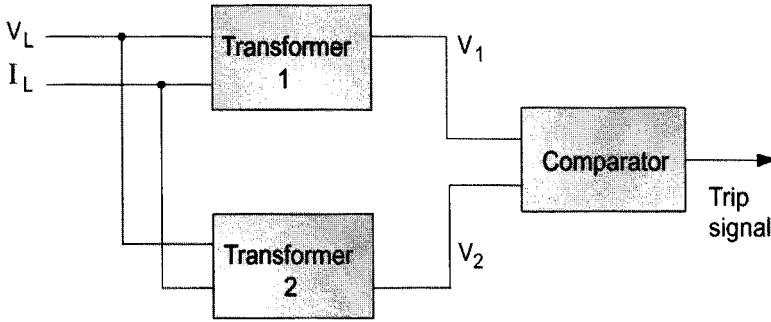 V_L
I_L
Transformer
1
V_1
Comparator
Trip
signal
Transformer
2
V_2